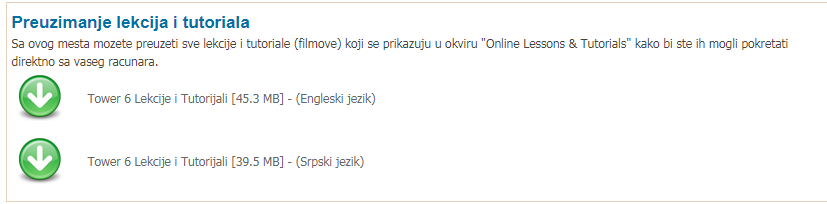 Preuzimanje lekcija i tutoriala
Sa ovog mesta mozete preuzeti sve lekcije i tutoriale (filmove) koji se prikazuju u okviru "Online Lessons & Tutorials" kako bi ste ih mogli pokretati
direktno sa vaseg racunara.
Tower 6 Lekcije i Tutorijali [45.3 MB] - (Engleski jezik)
Tower 6 Lekcije i Tutorijali [39.5 MB] - (Srpski jezik)